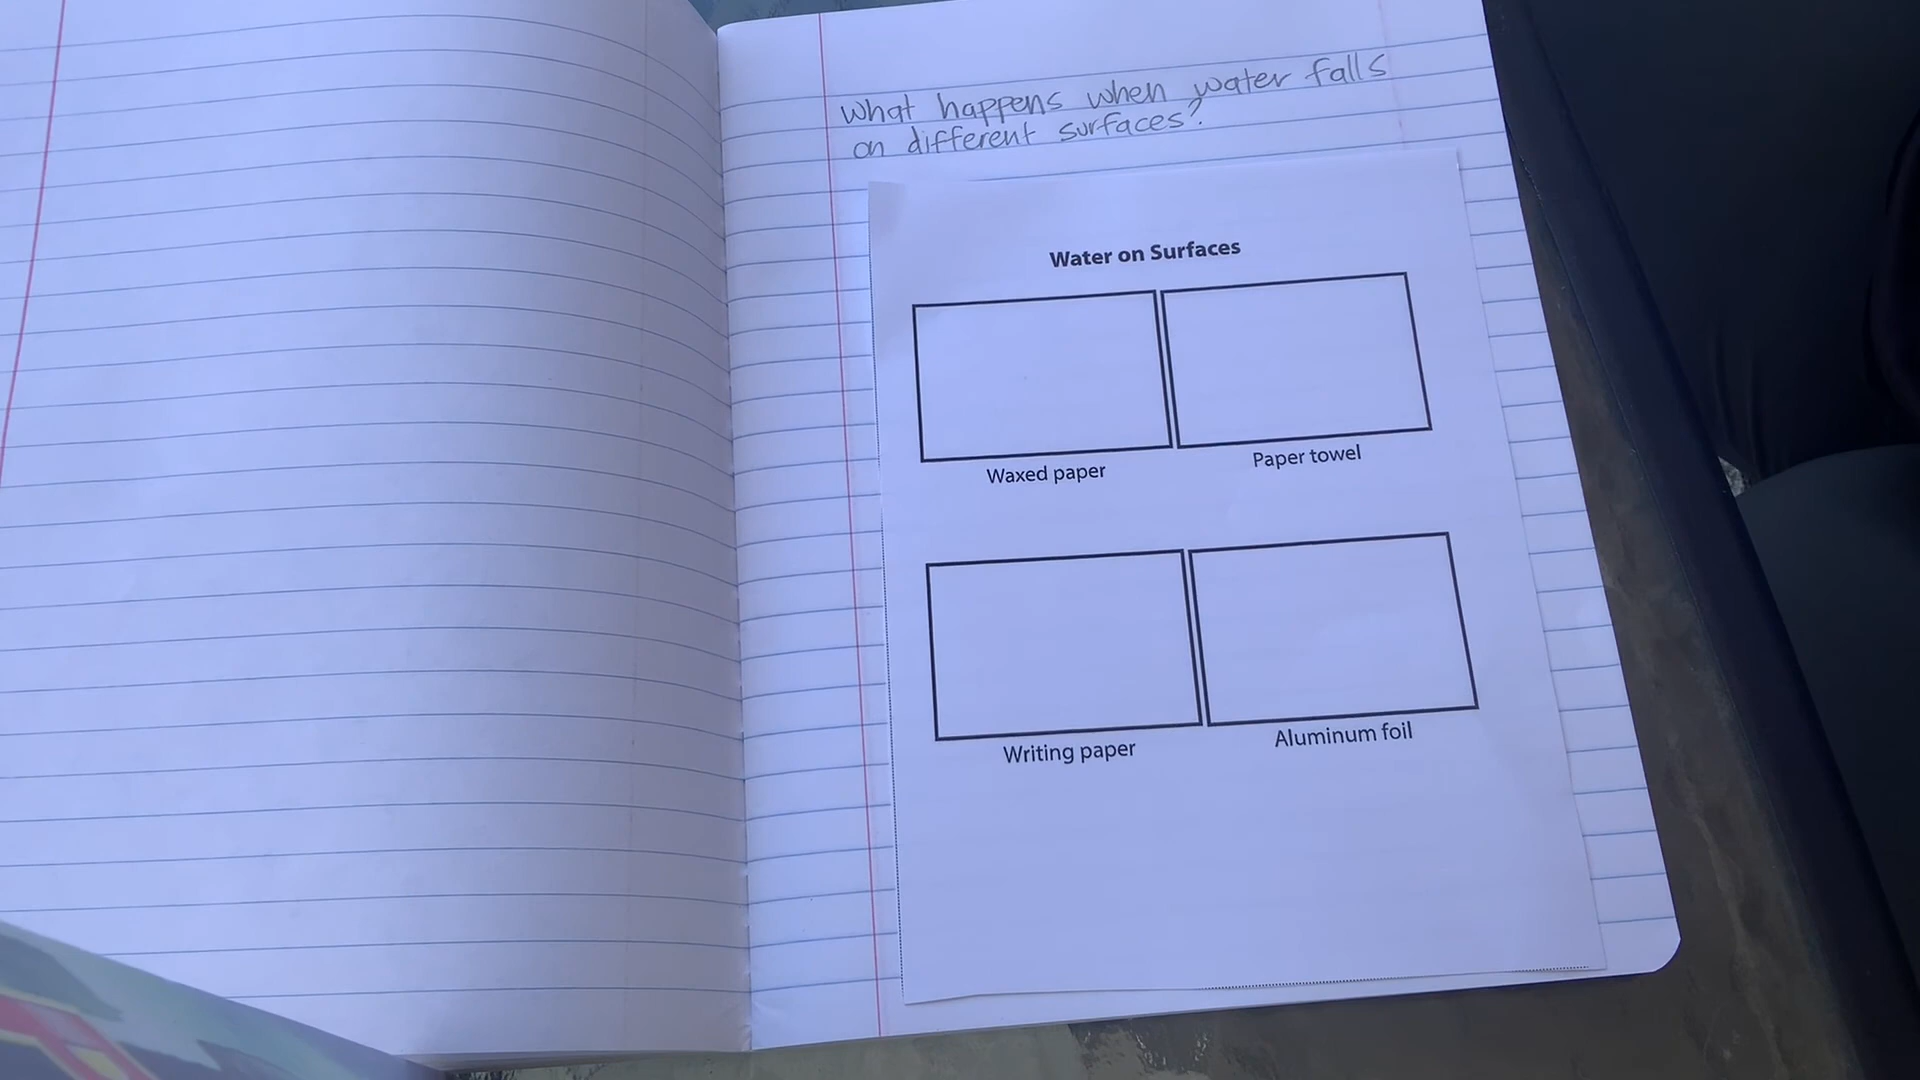 What happens when water falls
on different surfaces?
Water on Surfaces
Waxed paper
Paper towel
Writing paper
Aluminum foil